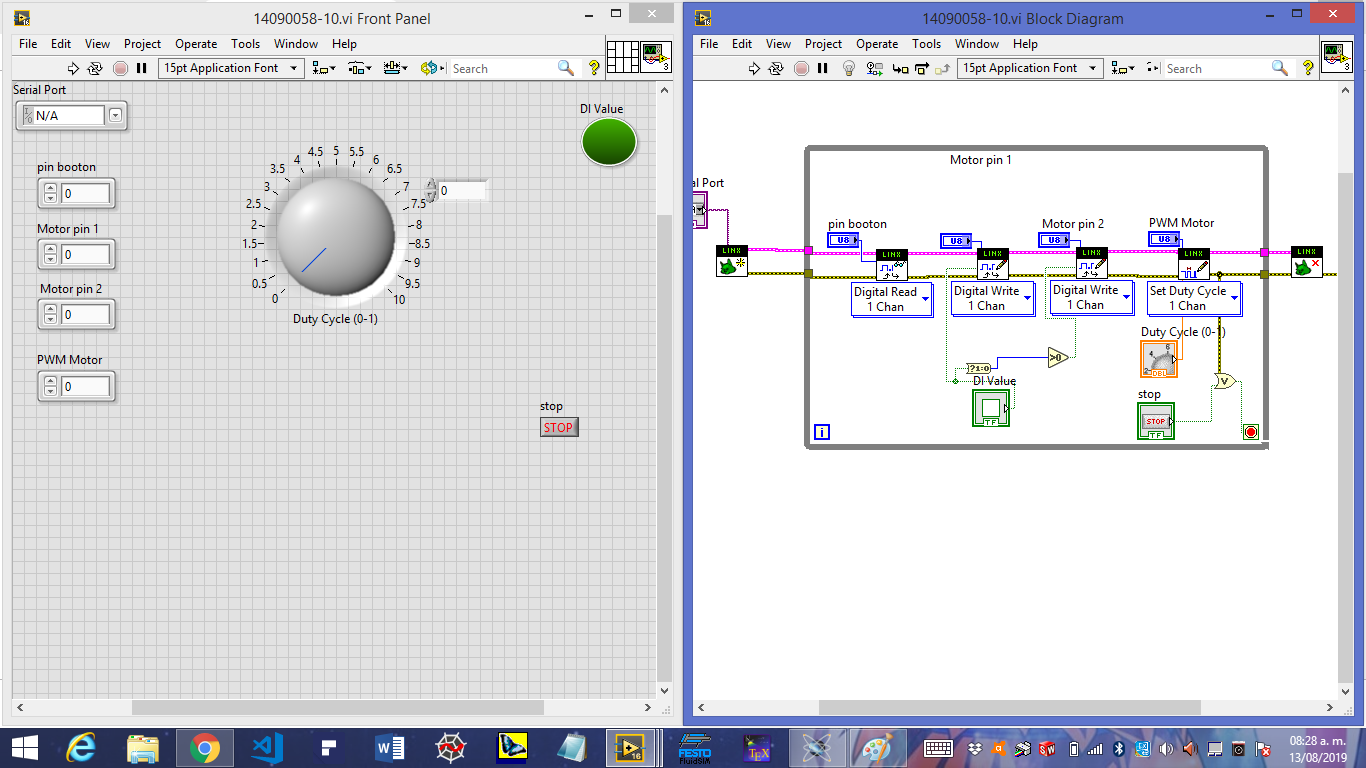 14090058-10.vi Front Panel
File Edit View Project Operate Tools Window Help
15pt Application Font
Search
3
Serial Port
N/A
DI Value
pin booton
0
Motor pin 1
0
Motor pin 2
0
PWM Motor
0
0 0.5 1 1.5 2 2.5 3 3.5 4 4.5 5 5.5 6 6.5 7 7.5 8 8.5 9 9.5 10
0
Duty Cycle (0-1)
stop
STOP
14090058-10.vi Block Diagram
File Edit View Project Operate Tools Window Help
15pt Application Font
Search
3
al Port
Motor pin 1
pin booton
Motor pin 2
PWM Motor
U8 U8 U8 U8
LINX LINX LINX LINX LINX LINX
Digital Read
1 Chan
Digital Write
1 Chan
Digital Write
1 Chan
Set Duty Cycle
1 Chan
Duty Cycle (0-1)
DBL
?1:0
>0
DI Value
TF
stop
STOP
TF
V
i
16
FESTO
FluidSIM
TEX
08:28 a. m.
13/08/2019